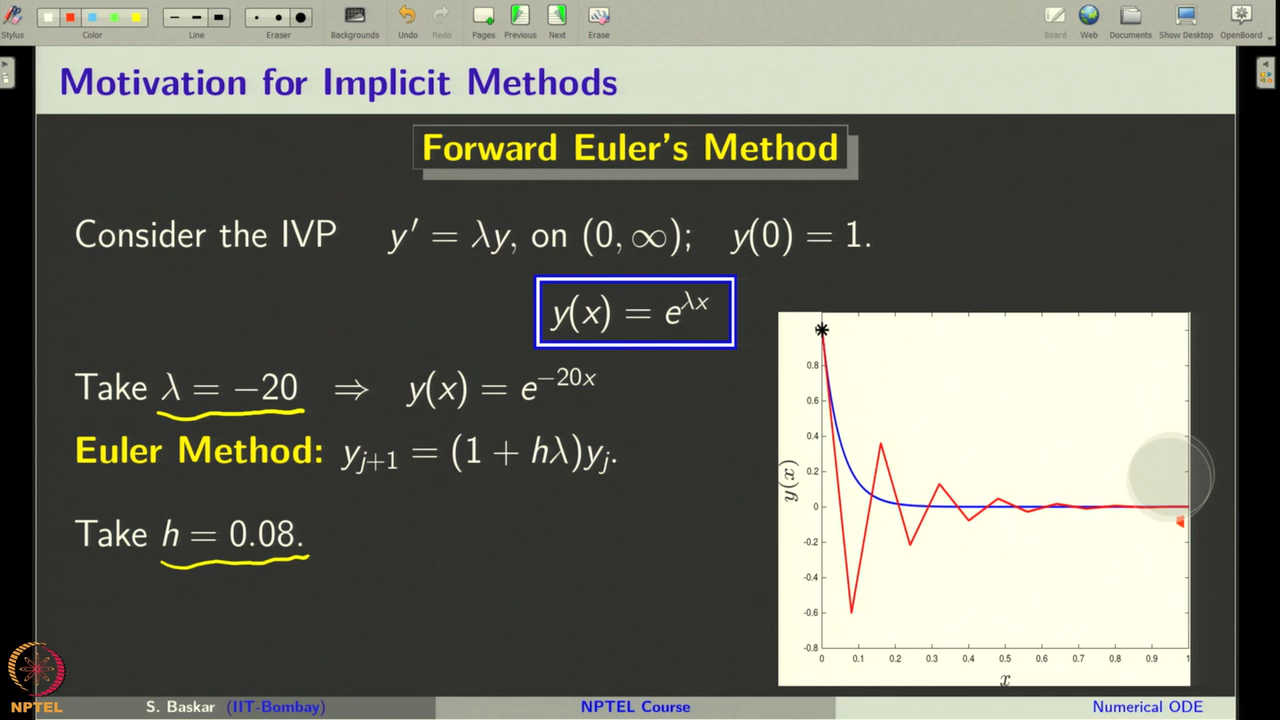 Stylus Color Line Eraser Backgrounds Undo Redo Pages Previous Next Erase Board Web Documents Show Desktop OpenBoard
Motivation for Implicit Methods
Forward Euler's Method
Consider the IVP y′ = λy, on (0, ∞); y(0) = 1.
y(x) = e^{λx}
Take λ = −20 ⇒ y(x) = e^{−20x}
Euler Method: y_{j+1} = (1 + hλ)y_j.
Take h = 0.08.
0.8
0.6
0.4
0.2
0
-0.2
-0.4
-0.6
-0.8
y(x)
0 0.1 0.2 0.3 0.4 0.5 0.6 0.7 0.8 0.9 1
x
NPTEL
S. Baskar (IIT-Bombay) NPTEL Course Numerical ODE